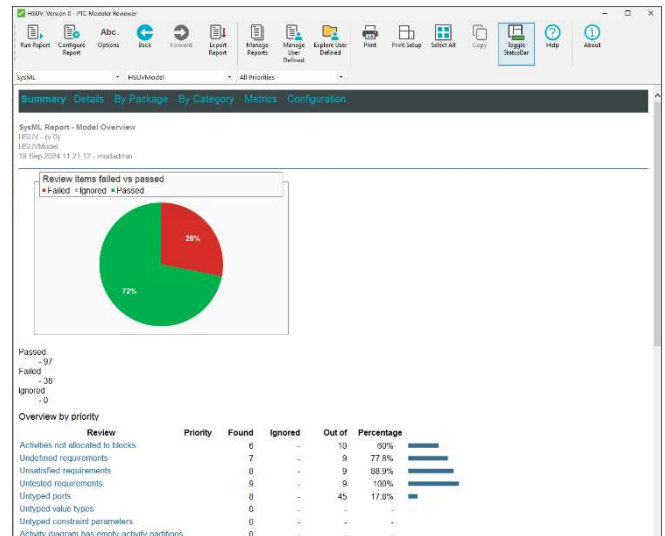 HSUV, Version 0 - PTC Modeler Reviewer
Run Report Configure Report Abc Options Back Forward Export Report Manage Reports Manage User Defined Explore User Defined Print Print Setup Select All Copy Toggle StatusBar Help About
SysML HSUVModel All Priorities
Summary Details By Package By Category Metrics Configuration
SysML Report - Model Overview
HSUV - (v 0)
HSUVModel
19 Sep 2024 11:21:12 - modadmin
Review items failed vs passed
Failed Ignored Passed
28%
72%
Passed
- 97
Failed
- 38
Ignored
- 0
Overview by priority
Review Priority Found Ignored Out of Percentage
Activities not allocated to blocks 6 - 10 60%
Undefined requirements 7 - 9 77.8%
Unsatisfied requirements 8 - 9 88.9%
Untested requirements 9 - 9 100%
Untyped ports 8 - 45 17.8%
Untyped value types 0 - - -
Untyped constraint parameters 0 - - -
Activity diagram has empty activity partitions 0 - - -